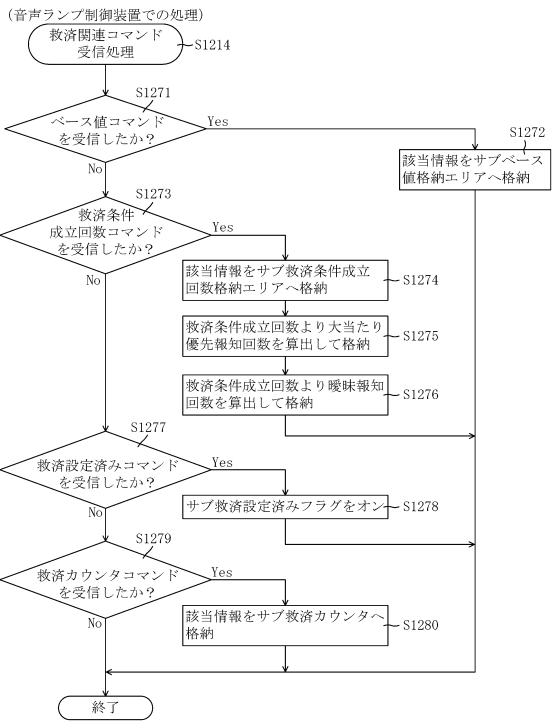 (音声ランプ制御装置での処理)
救済関連コマンド
受信処理
S1214
S1271
ベース値コマンド
を受信したか?
Yes
No
S1272
該当情報をサブベース
値格納エリアへ格納
S1273
救済条件
成立回数コマンド
を受信したか?
Yes
No
該当情報をサブ救済条件成立
回数格納エリアへ格納
S1274
救済条件成立回数より大当たり
優先報知回数を算出して格納
S1275
救済条件成立回数より曖昧報知
回数を算出して格納
S1276
S1277
救済設定済みコマンド
を受信したか?
Yes
No
サブ救済設定済みフラグをオン
S1278
S1279
救済カウンタコマンド
を受信したか?
Yes
No
該当情報をサブ救済カウンタへ
格納
S1280
終了